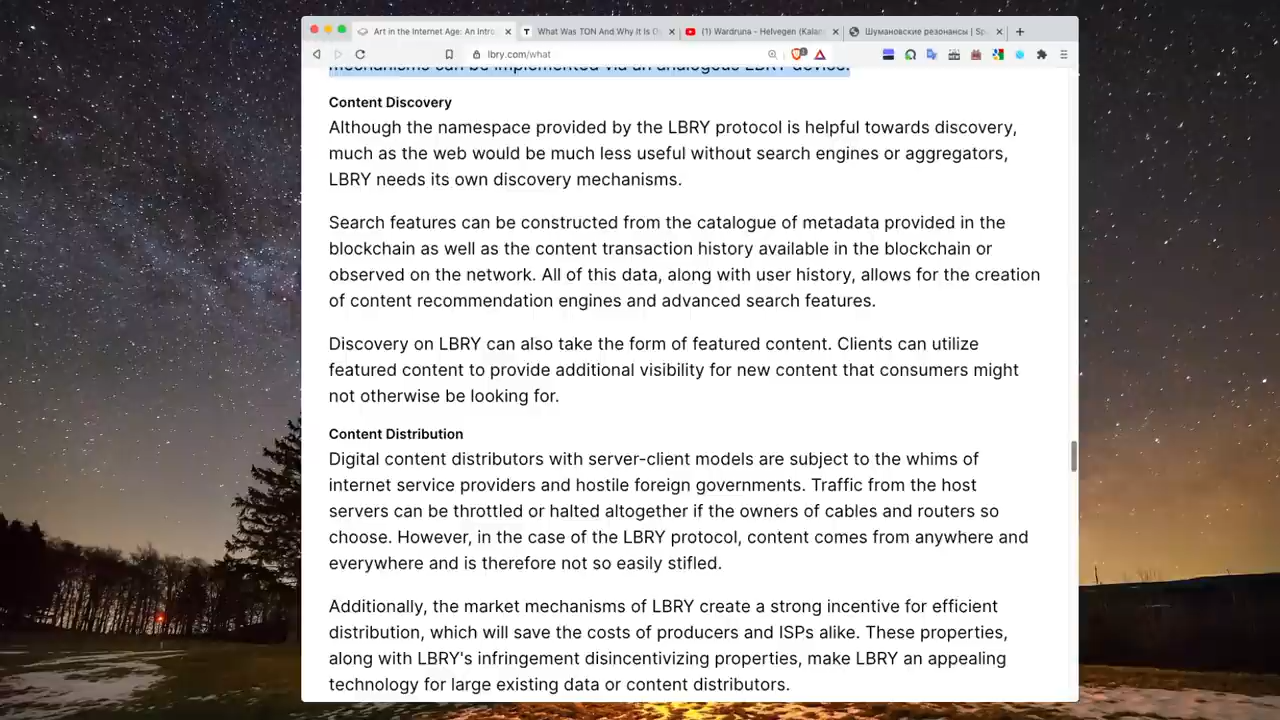 Art in the Internet Age: An Intro
What Was TON And Why It Is O
(1) Wardruna - Helvegen (Kalan
Шумановские резонансы | Sp
lbry.com/what
mechanisms can be implemented via an analogous LBRY device.
Content Discovery
Although the namespace provided by the LBRY protocol is helpful towards discovery,
much as the web would be much less useful without search engines or aggregators,
LBRY needs its own discovery mechanisms.
Search features can be constructed from the catalogue of metadata provided in the
blockchain as well as the content transaction history available in the blockchain or
observed on the network. All of this data, along with user history, allows for the creation
of content recommendation engines and advanced search features.
Discovery on LBRY can also take the form of featured content. Clients can utilize
featured content to provide additional visibility for new content that consumers might
not otherwise be looking for.
Content Distribution
Digital content distributors with server-client models are subject to the whims of
internet service providers and hostile foreign governments. Traffic from the host
servers can be throttled or halted altogether if the owners of cables and routers so
choose. However, in the case of the LBRY protocol, content comes from anywhere and
everywhere and is therefore not so easily stifled.
Additionally, the market mechanisms of LBRY create a strong incentive for efficient
distribution, which will save the costs of producers and ISPs alike. These properties,
along with LBRY's infringement disincentivizing properties, make LBRY an appealing
technology for large existing data or content distributors.